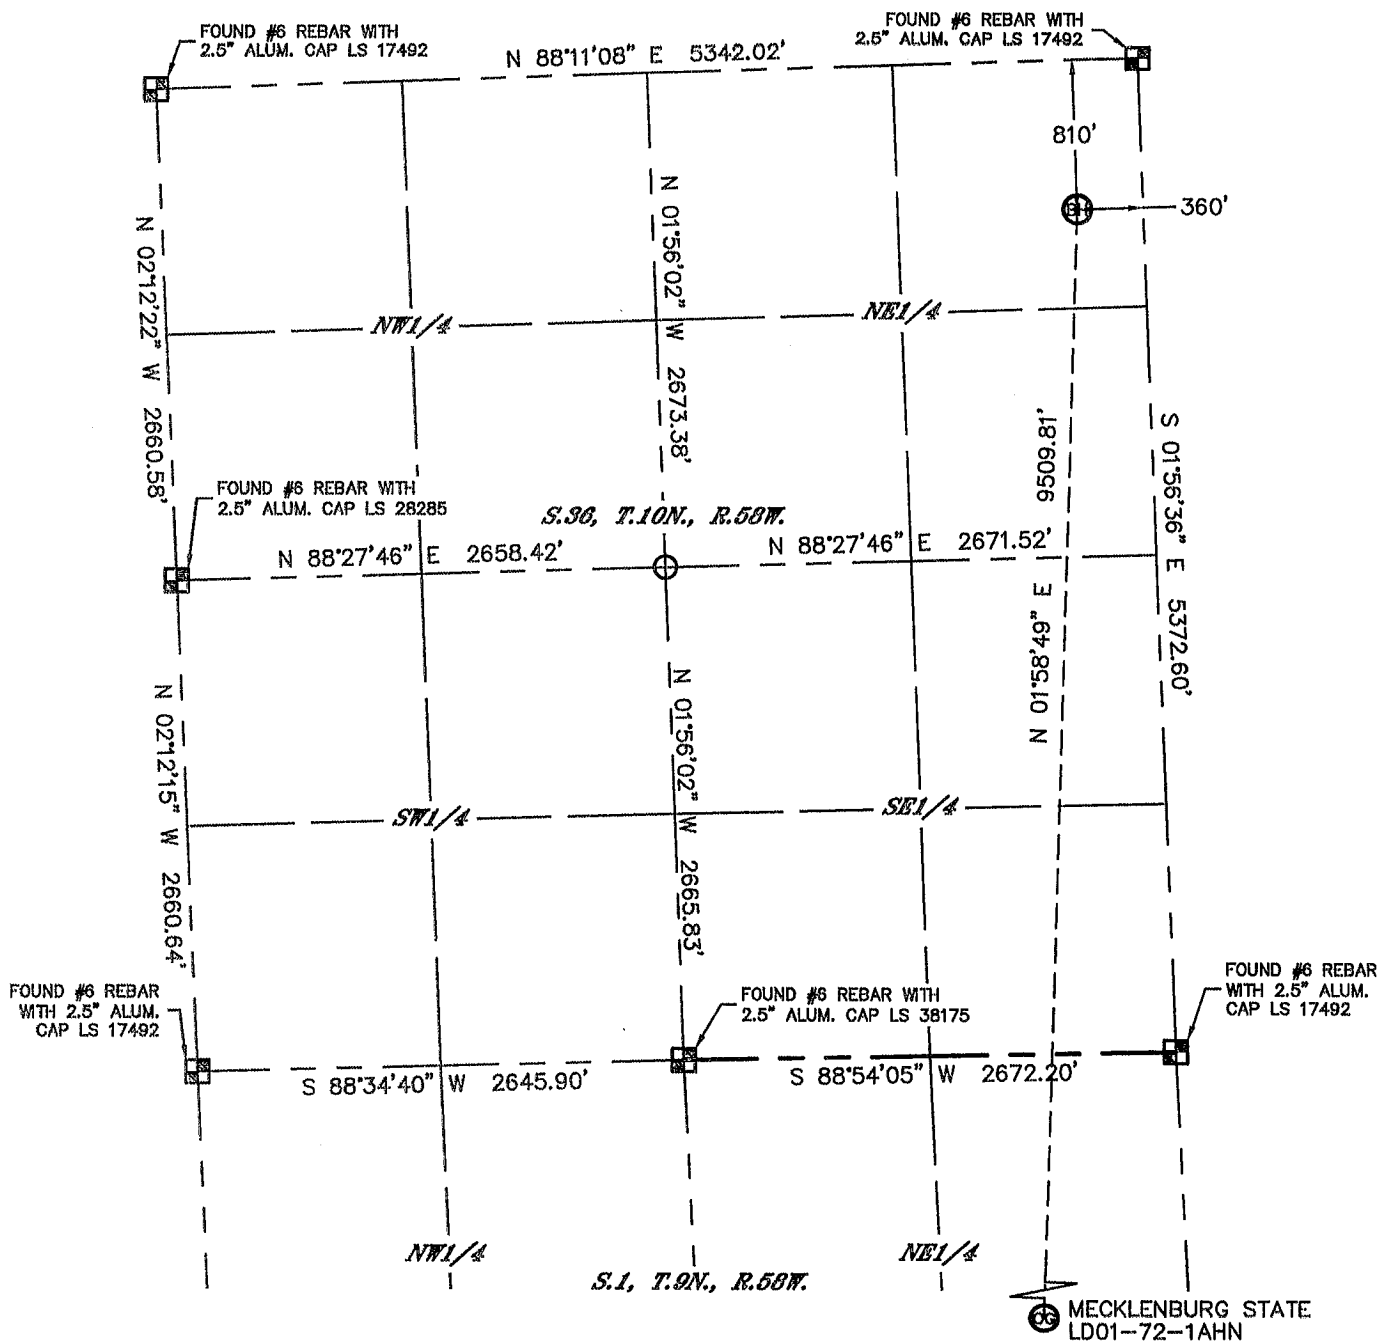 FOUND #6 REBAR WITH
2.5" ALUM. CAP LS 17492
FOUND #6 REBAR WITH
2.5" ALUM. CAP LS 17492
N 88°11'08" E 5342.02'
810'
BH
360'
N 02°12'22" W 2660.58'
N 01°56'02" W 2673.38'
NW1/4
NE1/4
9509.81'
N 01°58'49" E
S 01°56'36" E 5372.60'
FOUND #6 REBAR WITH
2.5" ALUM. CAP LS 28285
S.36, T.10N., R.58W.
N 88°27'46" E 2658.42'
N 88°27'46" E 2671.52'
N 02°12'15" W 2660.64'
N 01°56'02" W 2665.83'
SW1/4
SE1/4
FOUND #6 REBAR
WITH 2.5" ALUM.
CAP LS 17492
FOUND #6 REBAR WITH
2.5" ALUM. CAP LS 38175
FOUND #6 REBAR
WITH 2.5" ALUM.
CAP LS 17492
S 88°34'40" W 2645.90'
S 88°54'05" W 2672.20'
NW1/4
NE1/4
S.1, T.9N., R.58W.
OG
MECKLENBURG STATE
LD01-72-1AHN